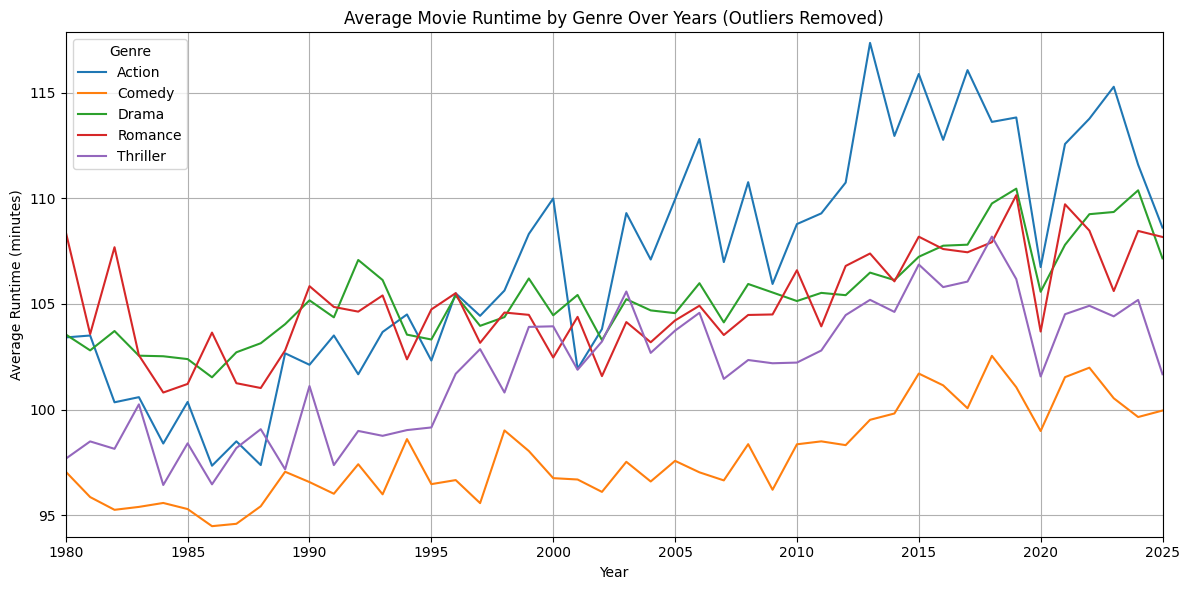 Average Movie Runtime by Genre Over Years (Outliers Removed)
Genre
Action
Comedy
Drama
Romance
Thriller
Average Runtime (minutes)
115
110
105
100
95
1980 1985 1990 1995 2000 2005 2010 2015 2020 2025
Year